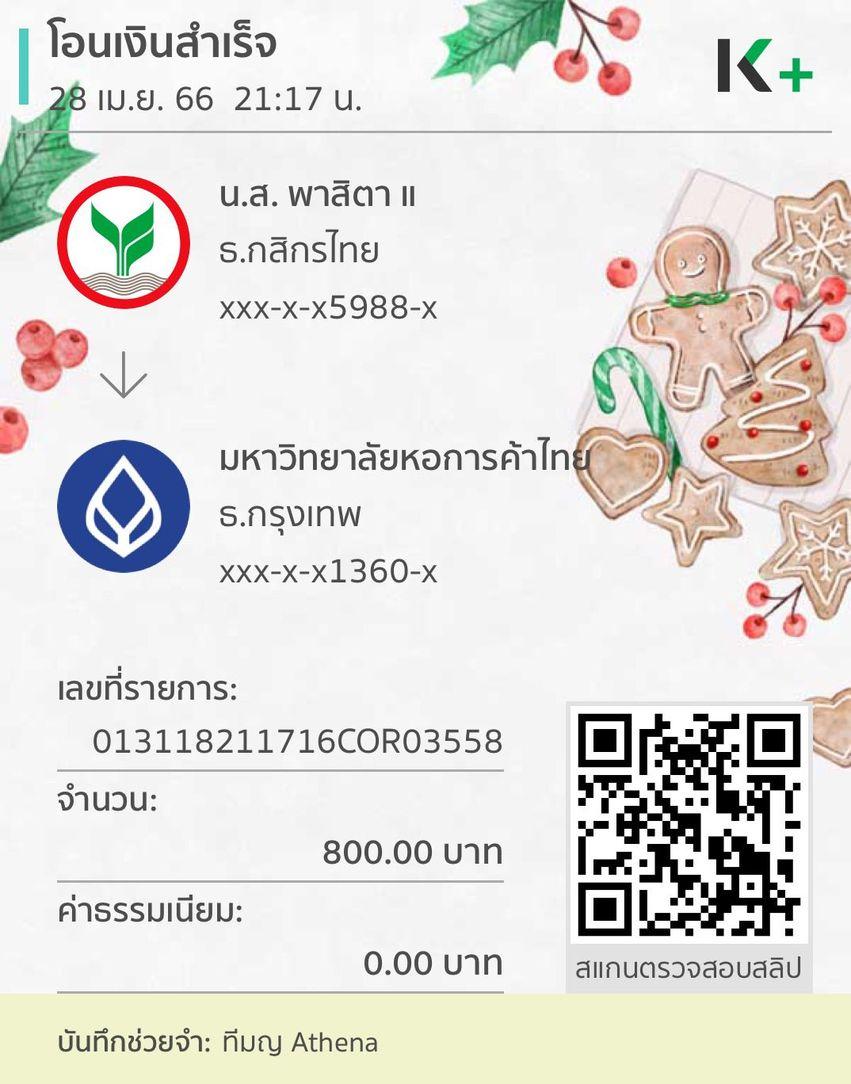 โอนเงินสำเร็จ
28 เม.ย. 66 21:17 น.
K+
น.ส. พาสิตา แ
ธ.กสิกรไทย
xxx-x-x5988-x
มหาวิทยาลัยหอการค้าไทย
ธ.กรุงเทพ
xxx-x-x1360-x
เลขที่รายการ:
013118211716COR03558
จำนวน:
800.00 บาท
ค่าธรรมเนียม:
0.00 บาท
สแกนตรวจสอบสลิป
บันทึกช่วยจำ: ทีมญ Athena